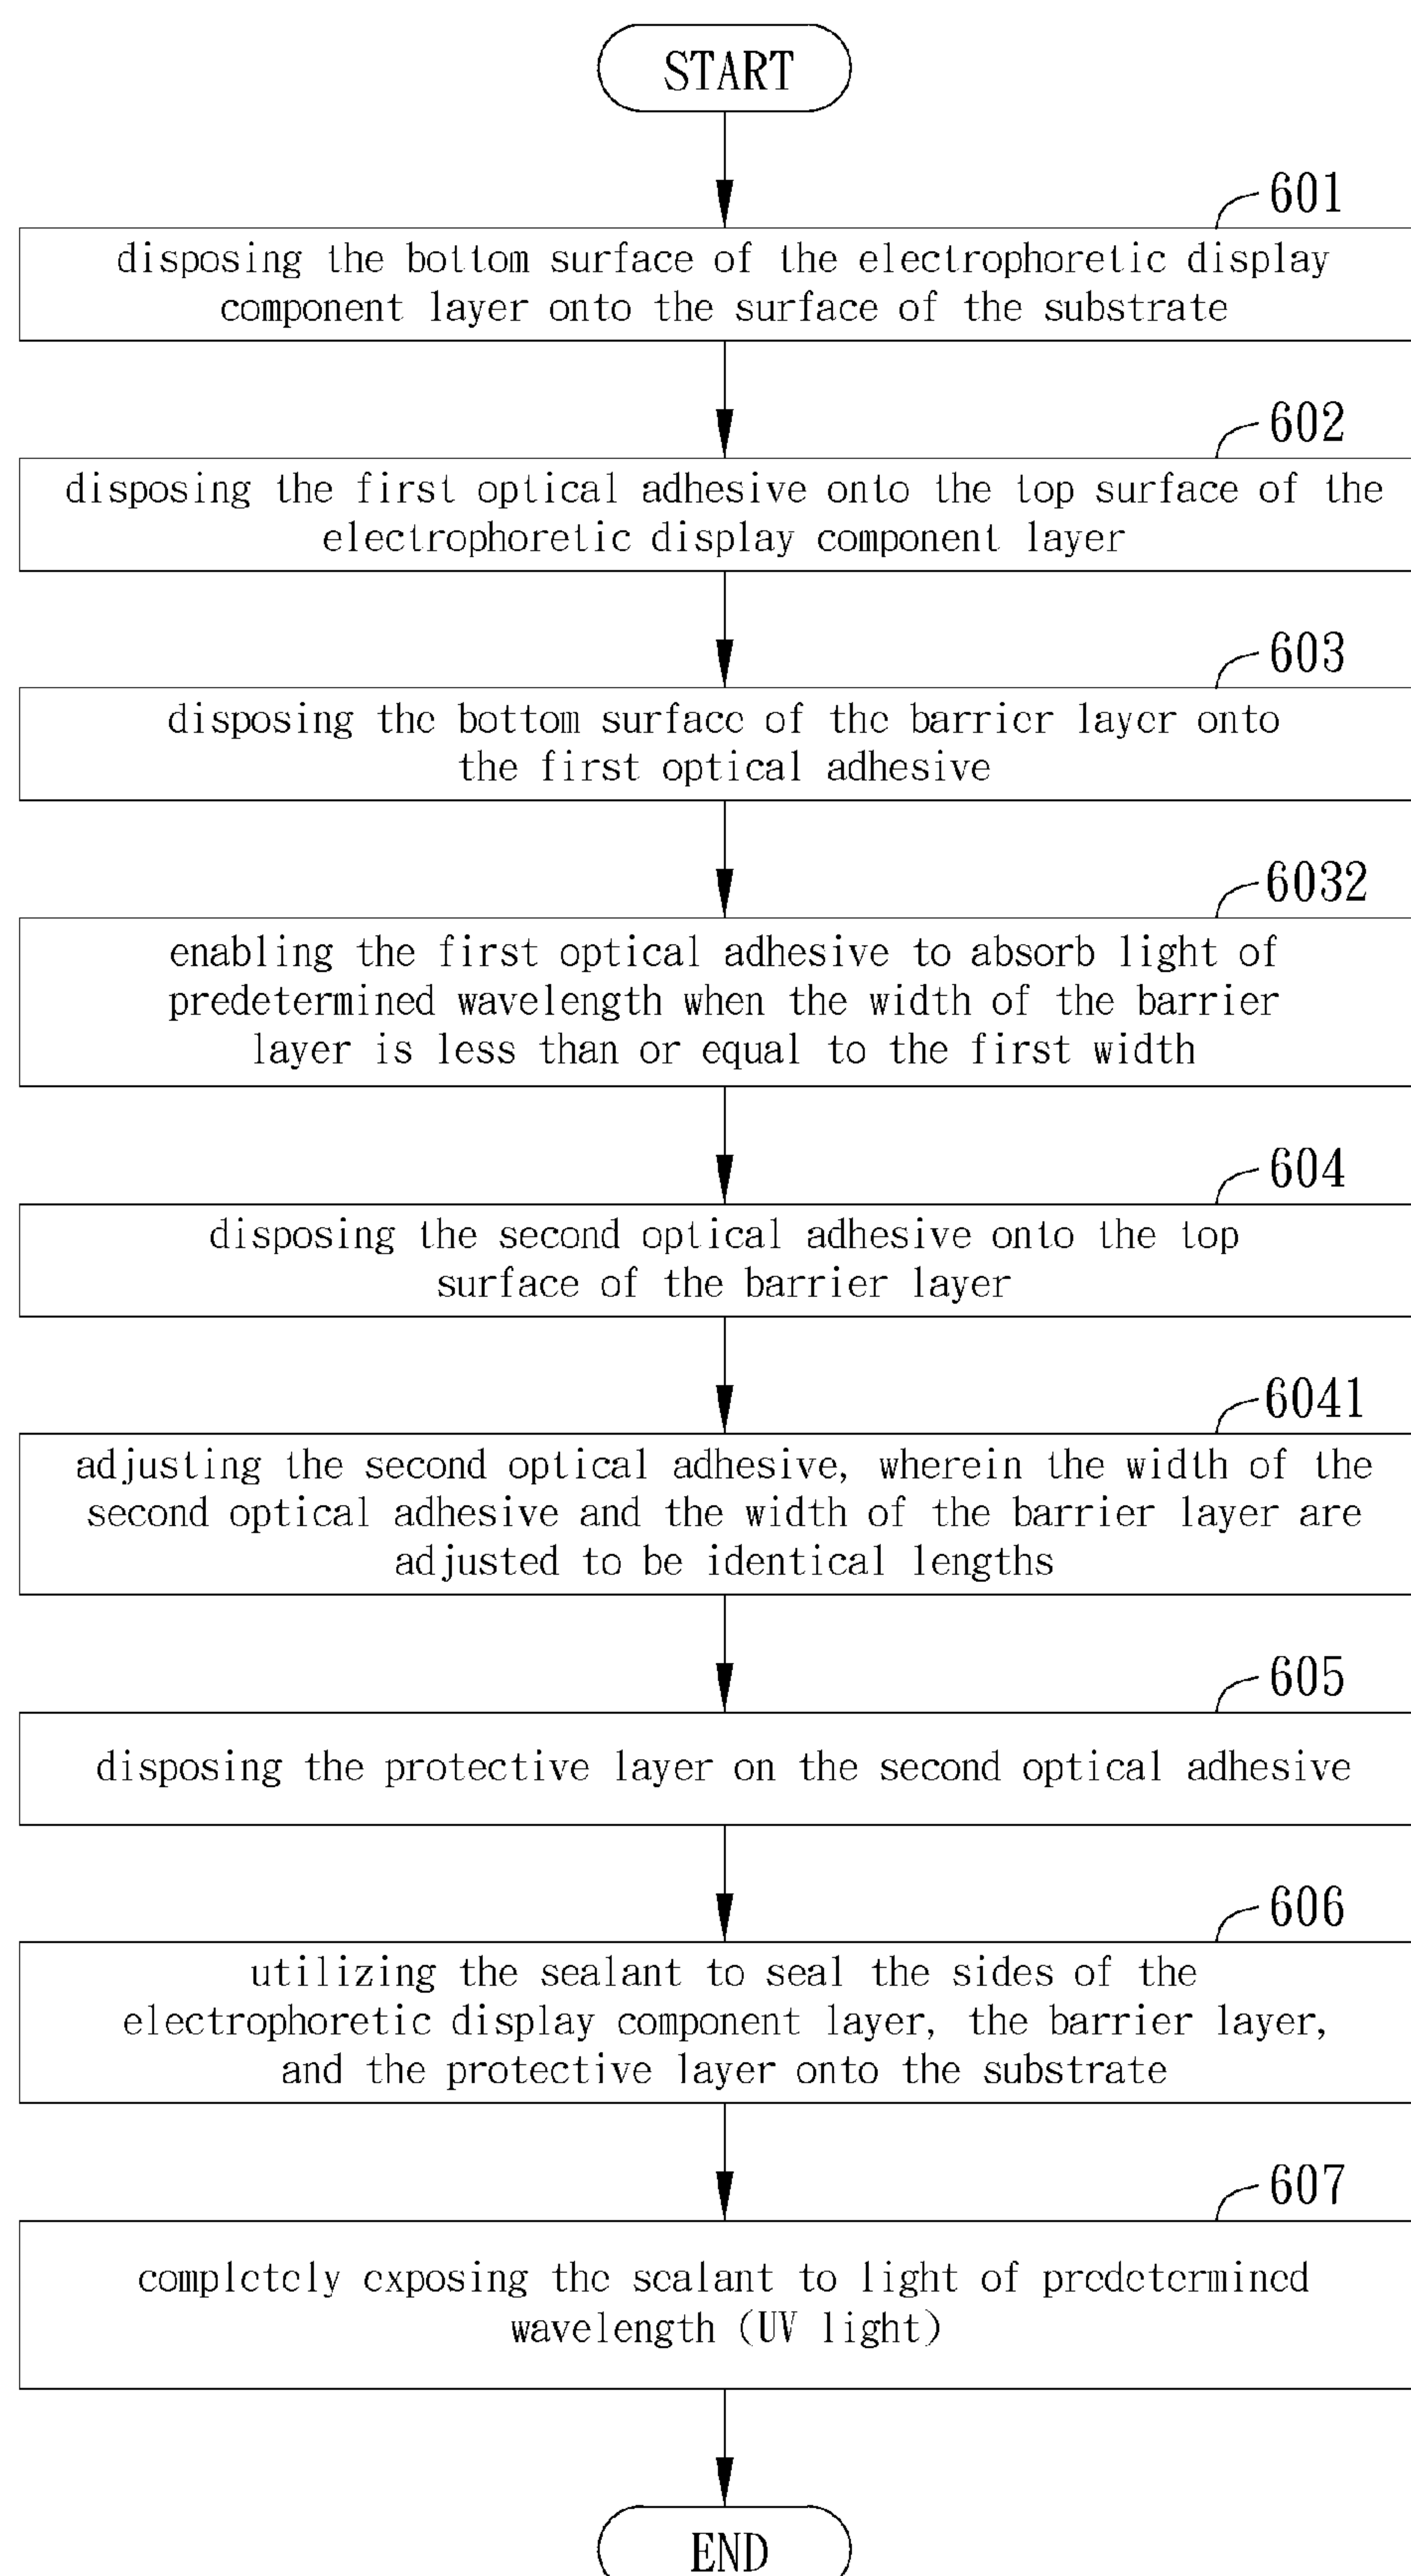 START
601
disposing the bottom surface of the electrophoretic display
component layer onto the surface of the substrate
602
disposing the first optical adhesive onto the top surface of the
electrophoretic display component layer
603
disposing the bottom surface of the barrier layer onto
the first optical adhesive
6032
enabling the first optical adhesive to absorb light of
predetermined wavelength when the width of the barrier
layer is less than or equal to the first width
604
disposing the second optical adhesive onto the top
surface of the barrier layer
6041
adjusting the second optical adhesive, wherein the width of the
second optical adhesive and the width of the barrier layer are
adjusted to be identical lengths
605
disposing the protective layer on the second optical adhesive
606
utilizing the sealant to seal the sides of the
electrophoretic display component layer, the barrier layer,
and the protective layer onto the substrate
607
completely exposing the sealant to light of predetermined
wavelength (UV light)
END